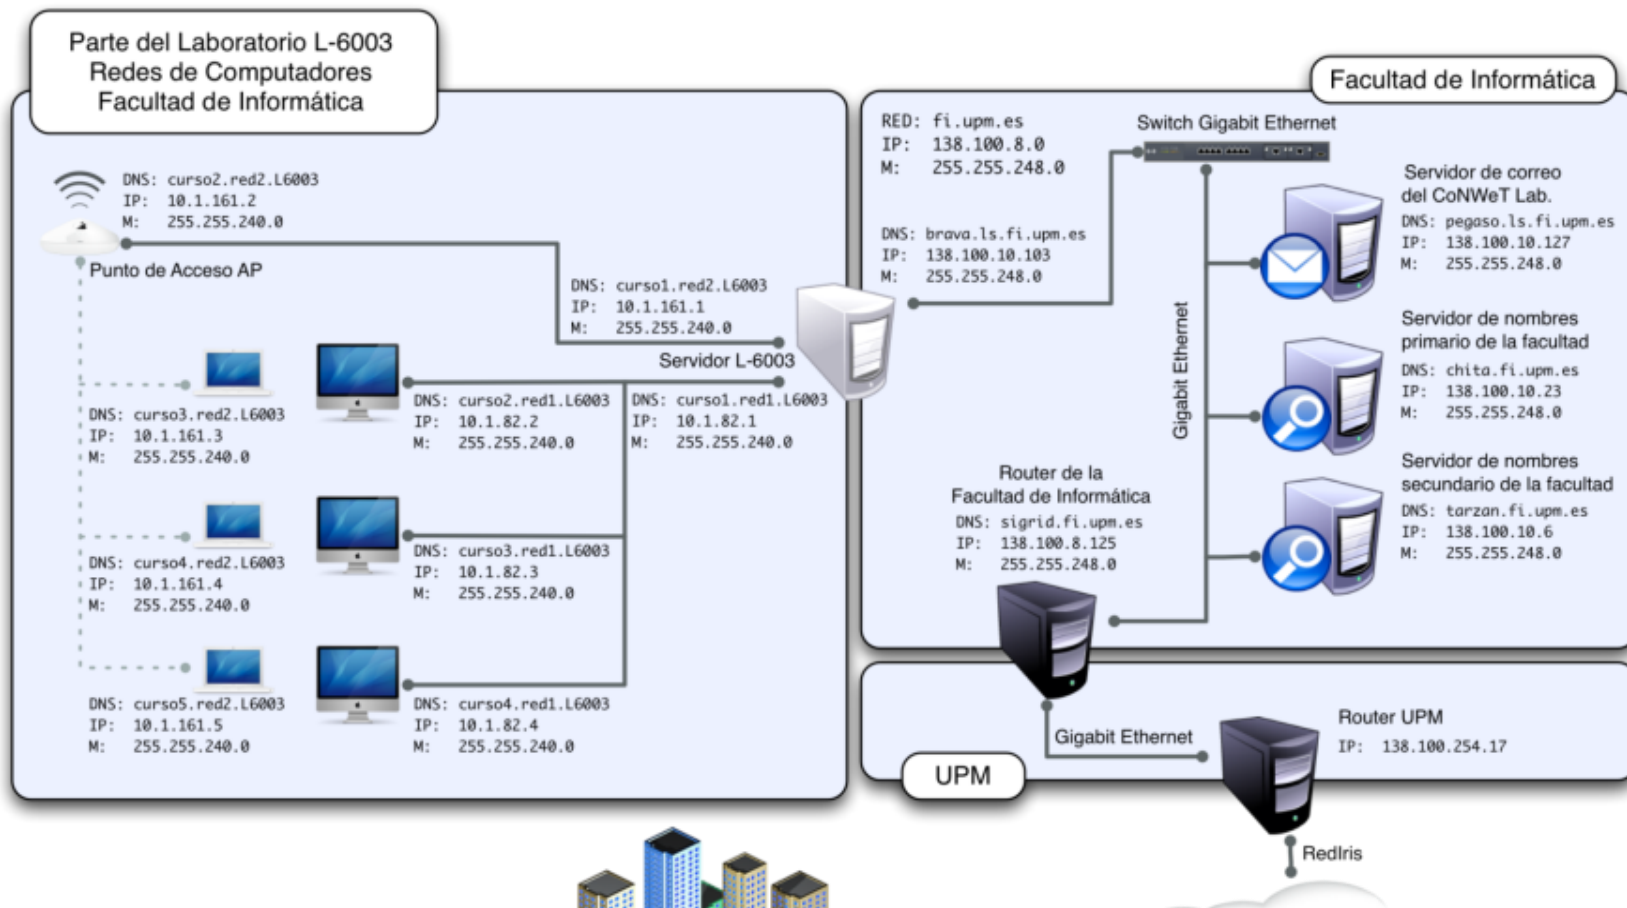 Parte del Laboratorio L-6003
Redes de Computadores
Facultad de Informática
DNS: curso2.red2.L6003
IP: 10.1.161.2
M: 255.255.240.0
Punto de Acceso AP
DNS: curso1.red2.L6003
IP: 10.1.161.1
M: 255.255.240.0
Servidor L-6003
DNS: curso3.red2.L6003
IP: 10.1.161.3
M: 255.255.240.0
DNS: curso2.red1.L6003
IP: 10.1.82.2
M: 255.255.240.0
DNS: curso1.red1.L6003
IP: 10.1.82.1
M: 255.255.240.0
DNS: curso4.red2.L6003
IP: 10.1.161.4
M: 255.255.240.0
DNS: curso3.red1.L6003
IP: 10.1.82.3
M: 255.255.240.0
DNS: curso5.red2.L6003
IP: 10.1.161.5
M: 255.255.240.0
DNS: curso4.red1.L6003
IP: 10.1.82.4
M: 255.255.240.0
Facultad de Informática
RED: fi.upm.es
IP: 138.100.8.0
M: 255.255.248.0
Switch Gigabit Ethernet
DNS: brava.ls.fi.upm.es
IP: 138.100.10.103
M: 255.255.248.0
Servidor de correo
del CoNWeT Lab.
DNS: pegaso.ls.fi.upm.es
IP: 138.100.10.127
M: 255.255.248.0
Gigabit Ethernet
Servidor de nombres
primario de la facultad
DNS: chita.fi.upm.es
IP: 138.100.10.23
M: 255.255.248.0
Servidor de nombres
secundario de la facultad
DNS: tarzan.fi.upm.es
IP: 138.100.10.6
M: 255.255.248.0
Router de la
Facultad de Informática
DNS: sigrid.fi.upm.es
IP: 138.100.8.125
M: 255.255.248.0
Gigabit Ethernet
Router UPM
IP: 138.100.254.17
UPM
RedIris